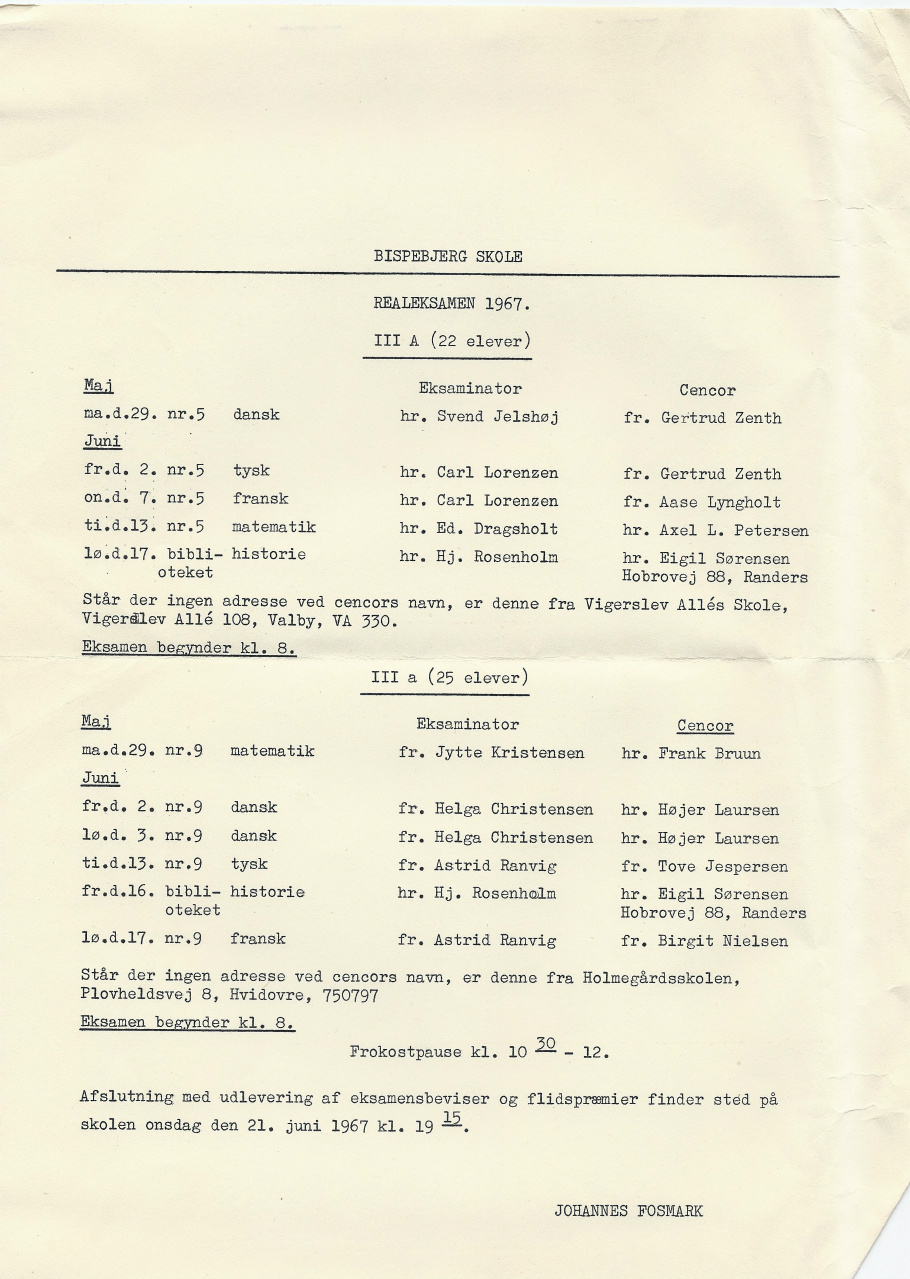 BISPEBJERG SKOLE
REALEKSAMEN 1967.
III A (22 elever)
Maj Eksaminator Cencor
ma.d.29. nr.5 dansk hr. Svend Jelshøj fr. Gertrud Zenth
Juni
fr.d. 2. nr.5 tysk hr. Carl Lorenzen fr. Gertrud Zenth
on.d. 7. nr.5 fransk hr. Carl Lorenzen fr. Aase Lyngholt
ti.d.13. nr.5 matematik hr. Ed. Dragsholt hr. Axel L. Petersen
lø.d.17. bibli- historie hr. Hj. Rosenholm hr. Eigil Sørensen
oteket Hobrovej 88, Randers
Står der ingen adresse ved cencors navn, er denne fra Vigerslev Allés Skole,
Vigerslev Allé 108, Valby, VA 330.
Eksamen begynder kl. 8.
III a (25 elever)
Maj Eksaminator Cencor
ma.d.29. nr.9 matematik fr. Jytte Kristensen hr. Frank Bruun
Juni
fr.d. 2. nr.9 dansk fr. Helga Christensen hr. Højer Laursen
lø.d. 3. nr.9 dansk fr. Helga Christensen hr. Højer Laursen
ti.d.13. nr.9 tysk fr. Astrid Ranvig fr. Tove Jespersen
fr.d.16. bibli- historie hr. Hj. Rosenholm hr. Eigil Sørensen
oteket Hobrovej 88, Randers
lø.d.17. nr.9 fransk fr. Astrid Ranvig fr. Birgit Nielsen
Står der ingen adresse ved cencors navn, er denne fra Holmegårdsskolen,
Plovheldsvej 8, Hvidovre, 750797
Eksamen begynder kl. 8.
Frokostpause kl. 10 30 - 12.
Afslutning med udlevering af eksamensbeviser og flidspræmier finder sted på
skolen onsdag den 21. juni 1967 kl. 19 15.
JOHANNES FOSMARK